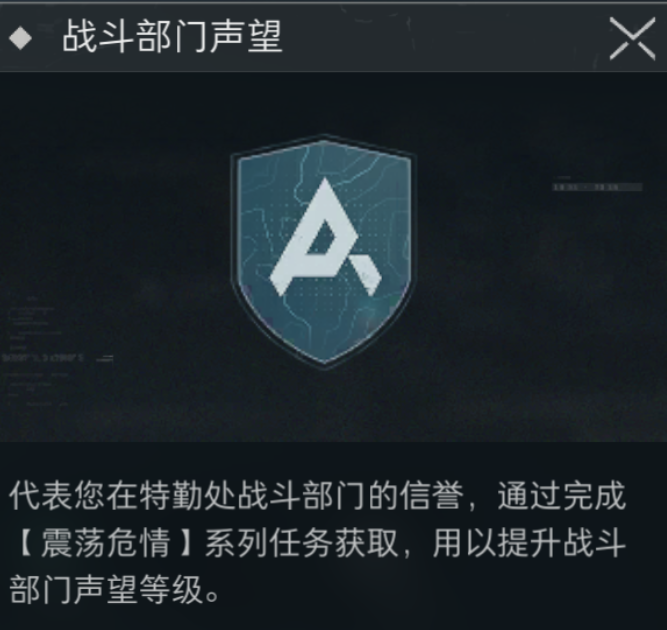 战斗部门声望
代表您在特勤处战斗部门的信誉，通过完成
【震荡危情】系列任务获取，用以提升战斗
部门声望等级。